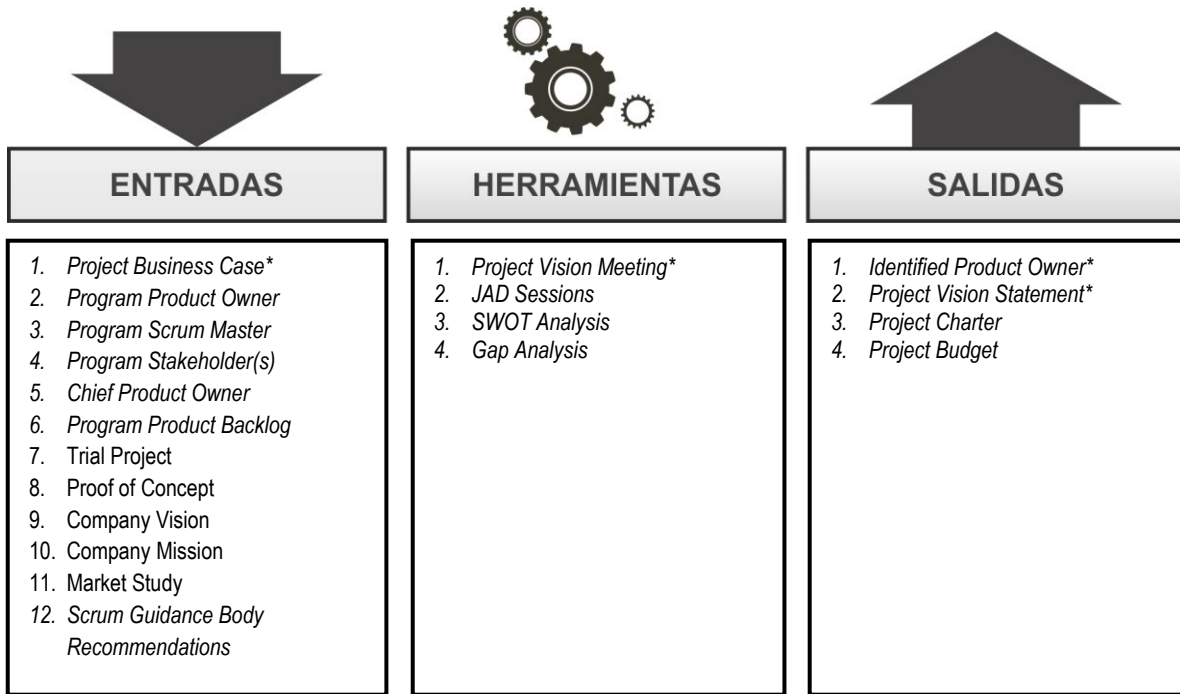 ENTRADAS
1. Project Business Case*
2. Program Product Owner
3. Program Scrum Master
4. Program Stakeholder(s)
5. Chief Product Owner
6. Program Product Backlog
7. Trial Project
8. Proof of Concept
9. Company Vision
10. Company Mission
11. Market Study
12. Scrum Guidance Body
Recommendations
HERRAMIENTAS
1. Project Vision Meeting*
2. JAD Sessions
3. SWOT Analysis
4. Gap Analysis
SALIDAS
1. Identified Product Owner*
2. Project Vision Statement*
3. Project Charter
4. Project Budget